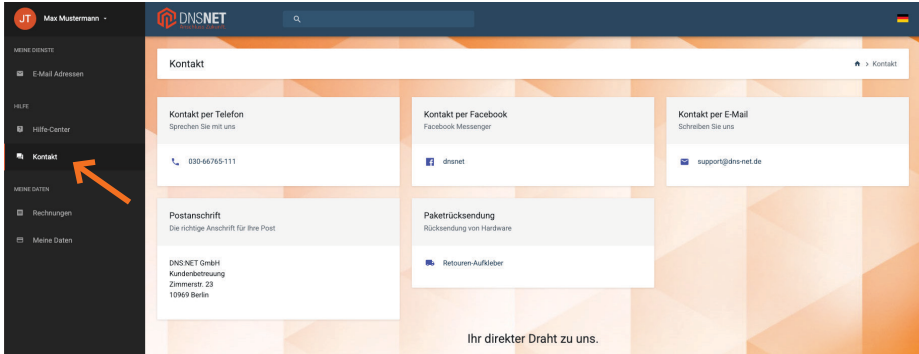 JT Max Mustermann
DNSNET
MEINE DIENSTE
E-Mail Adressen
HILFE
Hilfe-Center
Kontakt
MEINE DATEN
Rechnungen
Meine Daten
Kontakt
> Kontakt
Kontakt per Telefon
Sprechen Sie mit uns
030-66765-111
Kontakt per Facebook
Facebook Messenger
dnsnet
Kontakt per E-Mail
Schreiben Sie uns
support@dns-net.de
Postanschrift
Die richtige Anschrift für Ihre Post
DNS:NET GmbH
Kundenbetreuung
Zimmerstr. 23
10969 Berlin
Paketrücksendung
Rücksendung von Hardware
Retouren-Aufkleber
Ihr direkter Draht zu uns.